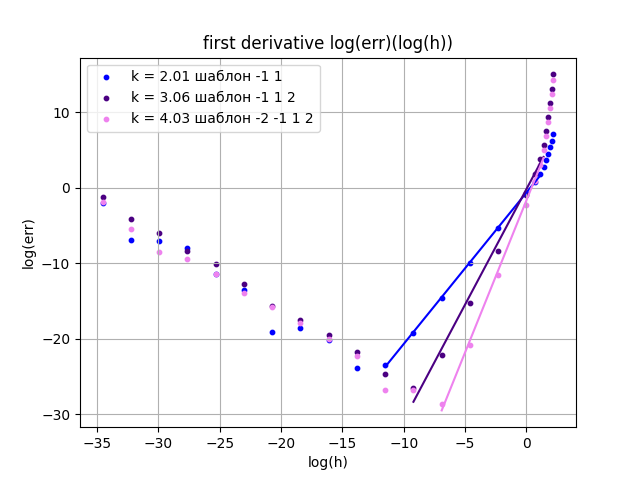 first derivative log(err)(log(h))
k = 2.01 шаблон -1 1
k = 3.06 шаблон -1 1 2
k = 4.03 шаблон -2 -1 1 2
10
0
−10
−20
−30
log(err)
−35 −30 −25 −20 −15 −10 −5 0
log(h)